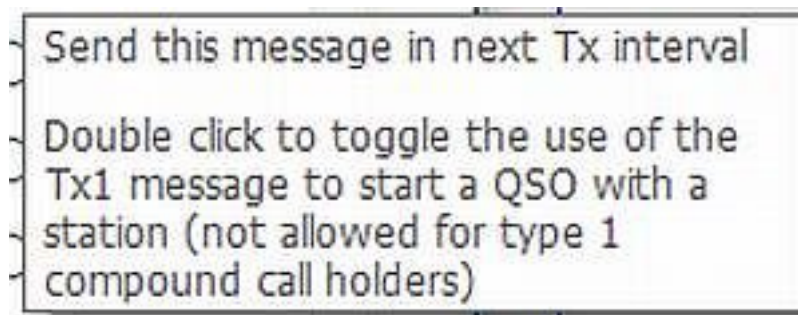 Send this message in next Tx interval
Double click to toggle the use of the
Tx1 message to start a QSO with a
station (not allowed for type 1
compound call holders)